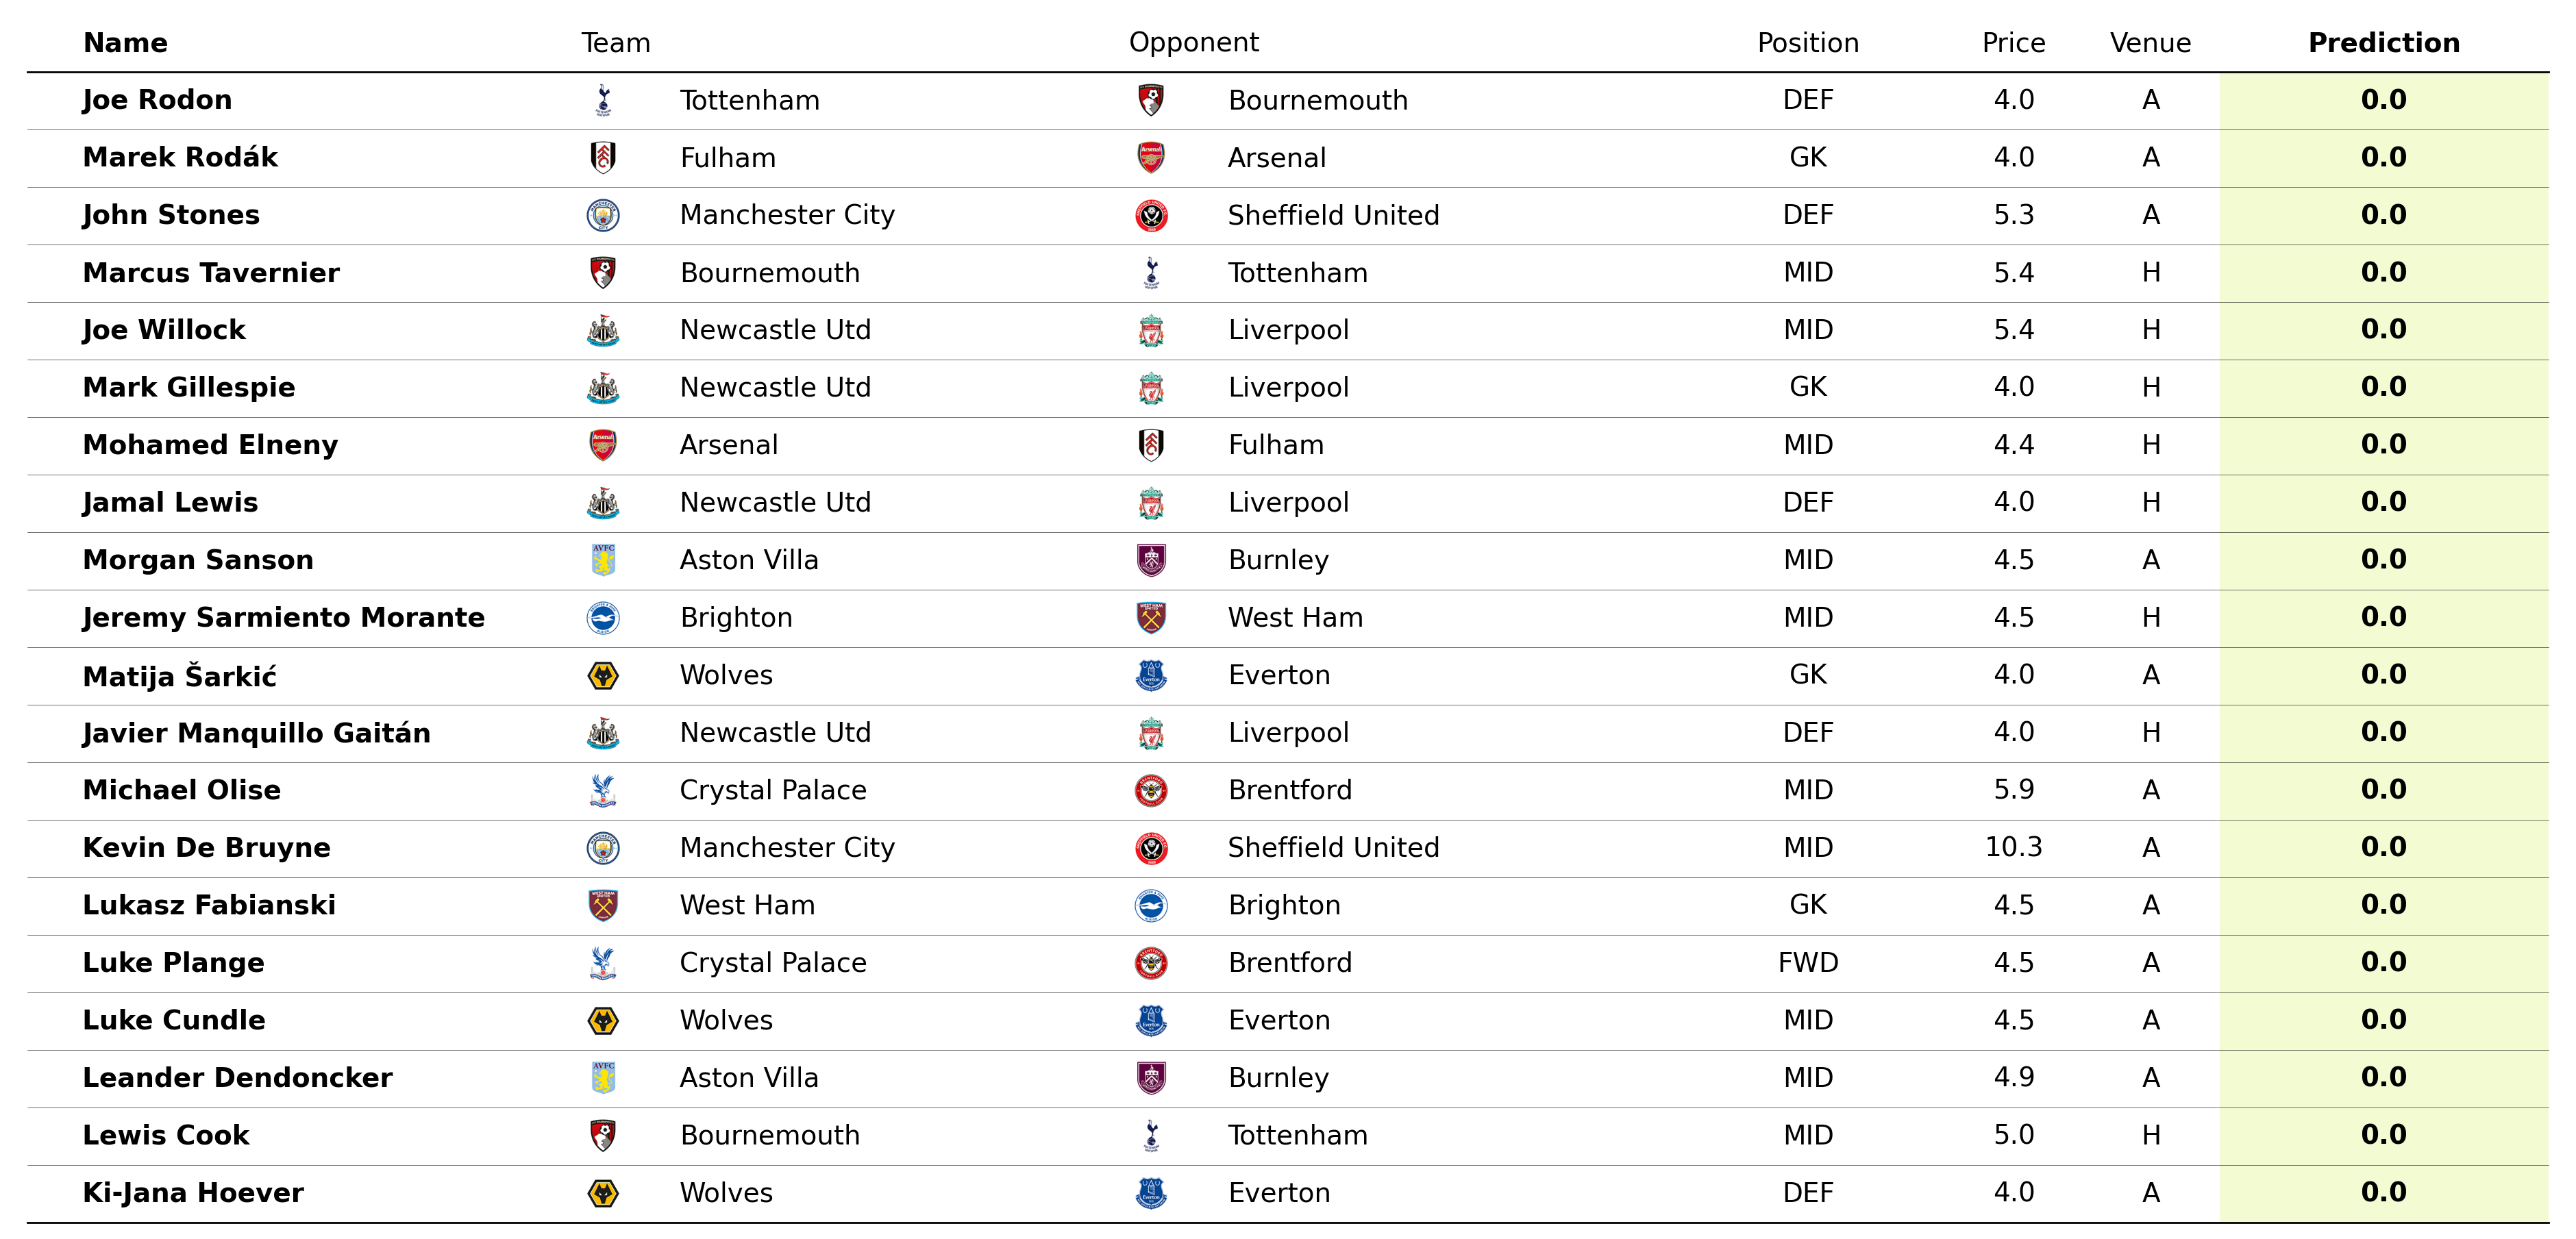 Name Team Opponent Position Price Venue Prediction
Joe Rodon Tottenham Bournemouth DEF 4.0 A 0.0
Marek Rodák Fulham Arsenal GK 4.0 A 0.0
John Stones Manchester City Sheffield United DEF 5.3 A 0.0
Marcus Tavernier Bournemouth Tottenham MID 5.4 H 0.0
Joe Willock Newcastle Utd Liverpool MID 5.4 H 0.0
Mark Gillespie Newcastle Utd Liverpool GK 4.0 H 0.0
Mohamed Elneny Arsenal Fulham MID 4.4 H 0.0
Jamal Lewis Newcastle Utd Liverpool DEF 4.0 H 0.0
Morgan Sanson Aston Villa Burnley MID 4.5 A 0.0
Jeremy Sarmiento Morante Brighton West Ham MID 4.5 H 0.0
Matija Šarkić Wolves Everton GK 4.0 A 0.0
Javier Manquillo Gaitán Newcastle Utd Liverpool DEF 4.0 H 0.0
Michael Olise Crystal Palace Brentford MID 5.9 A 0.0
Kevin De Bruyne Manchester City Sheffield United MID 10.3 A 0.0
Lukasz Fabianski West Ham Brighton GK 4.5 A 0.0
Luke Plange Crystal Palace Brentford FWD 4.5 A 0.0
Luke Cundle Wolves Everton MID 4.5 A 0.0
Leander Dendoncker Aston Villa Burnley MID 4.9 A 0.0
Lewis Cook Bournemouth Tottenham MID 5.0 H 0.0
Ki-Jana Hoever Wolves Everton DEF 4.0 A 0.0